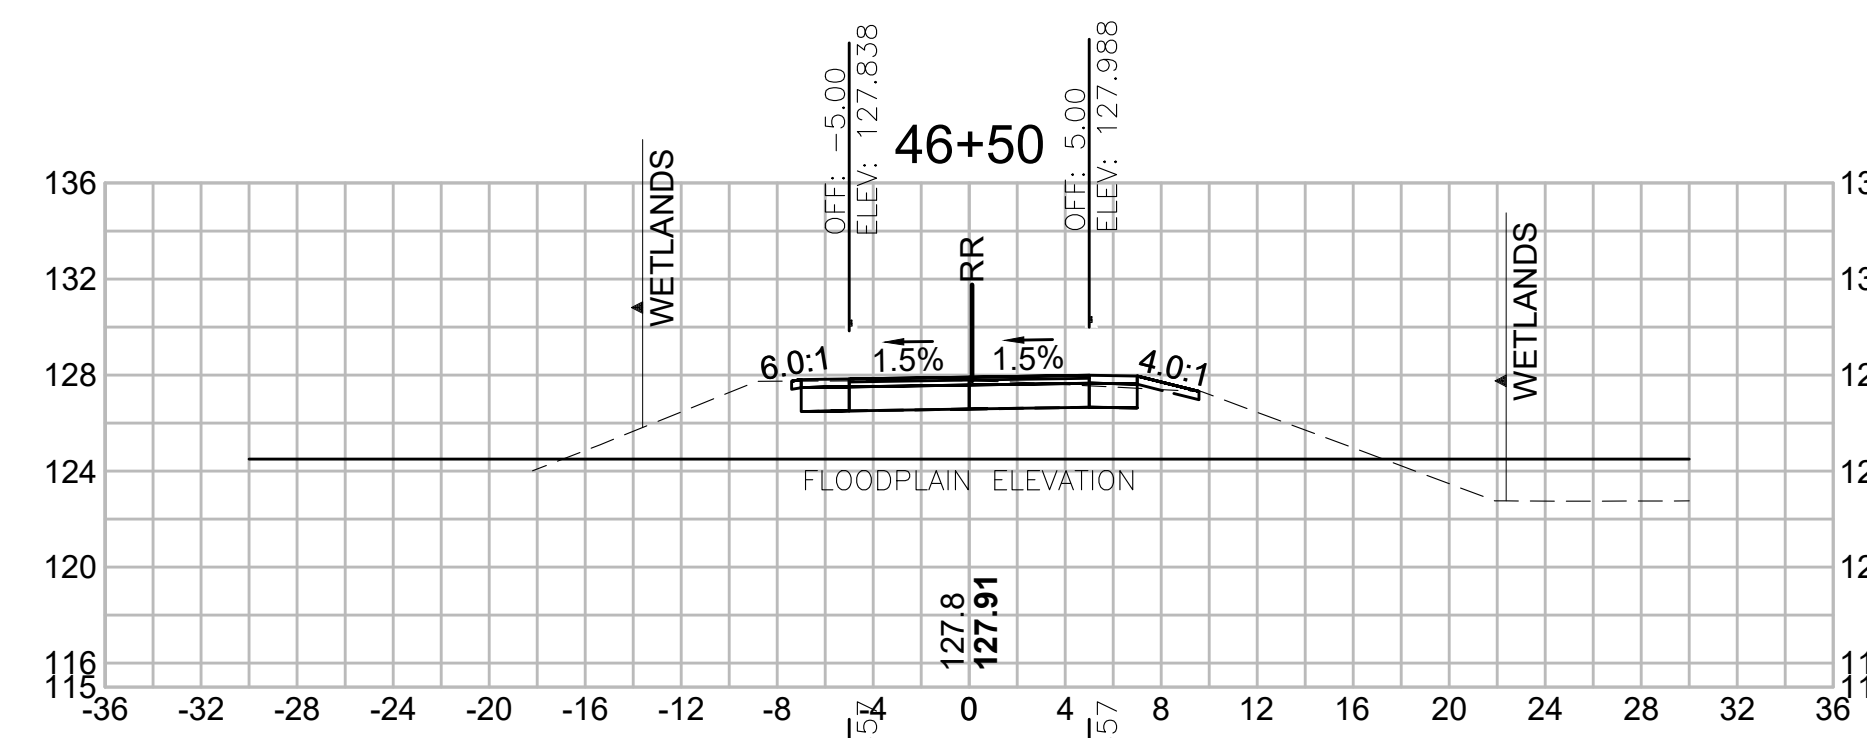 OFF: -5.00
ELEV: 127.838
46+50
OFF: 5.00
ELEV: 127.988
WETLANDS
RR
WETLANDS
136
132
128
124
120
116
115
6.0:1
1.5%
1.5%
4.0:1
FLOODPLAIN ELEVATION
127.8
127.91
-36 -32 -28 -24 -20 -16 -12 -8 -4 0 4 8 12 16 20 24 28 32 36
57
57